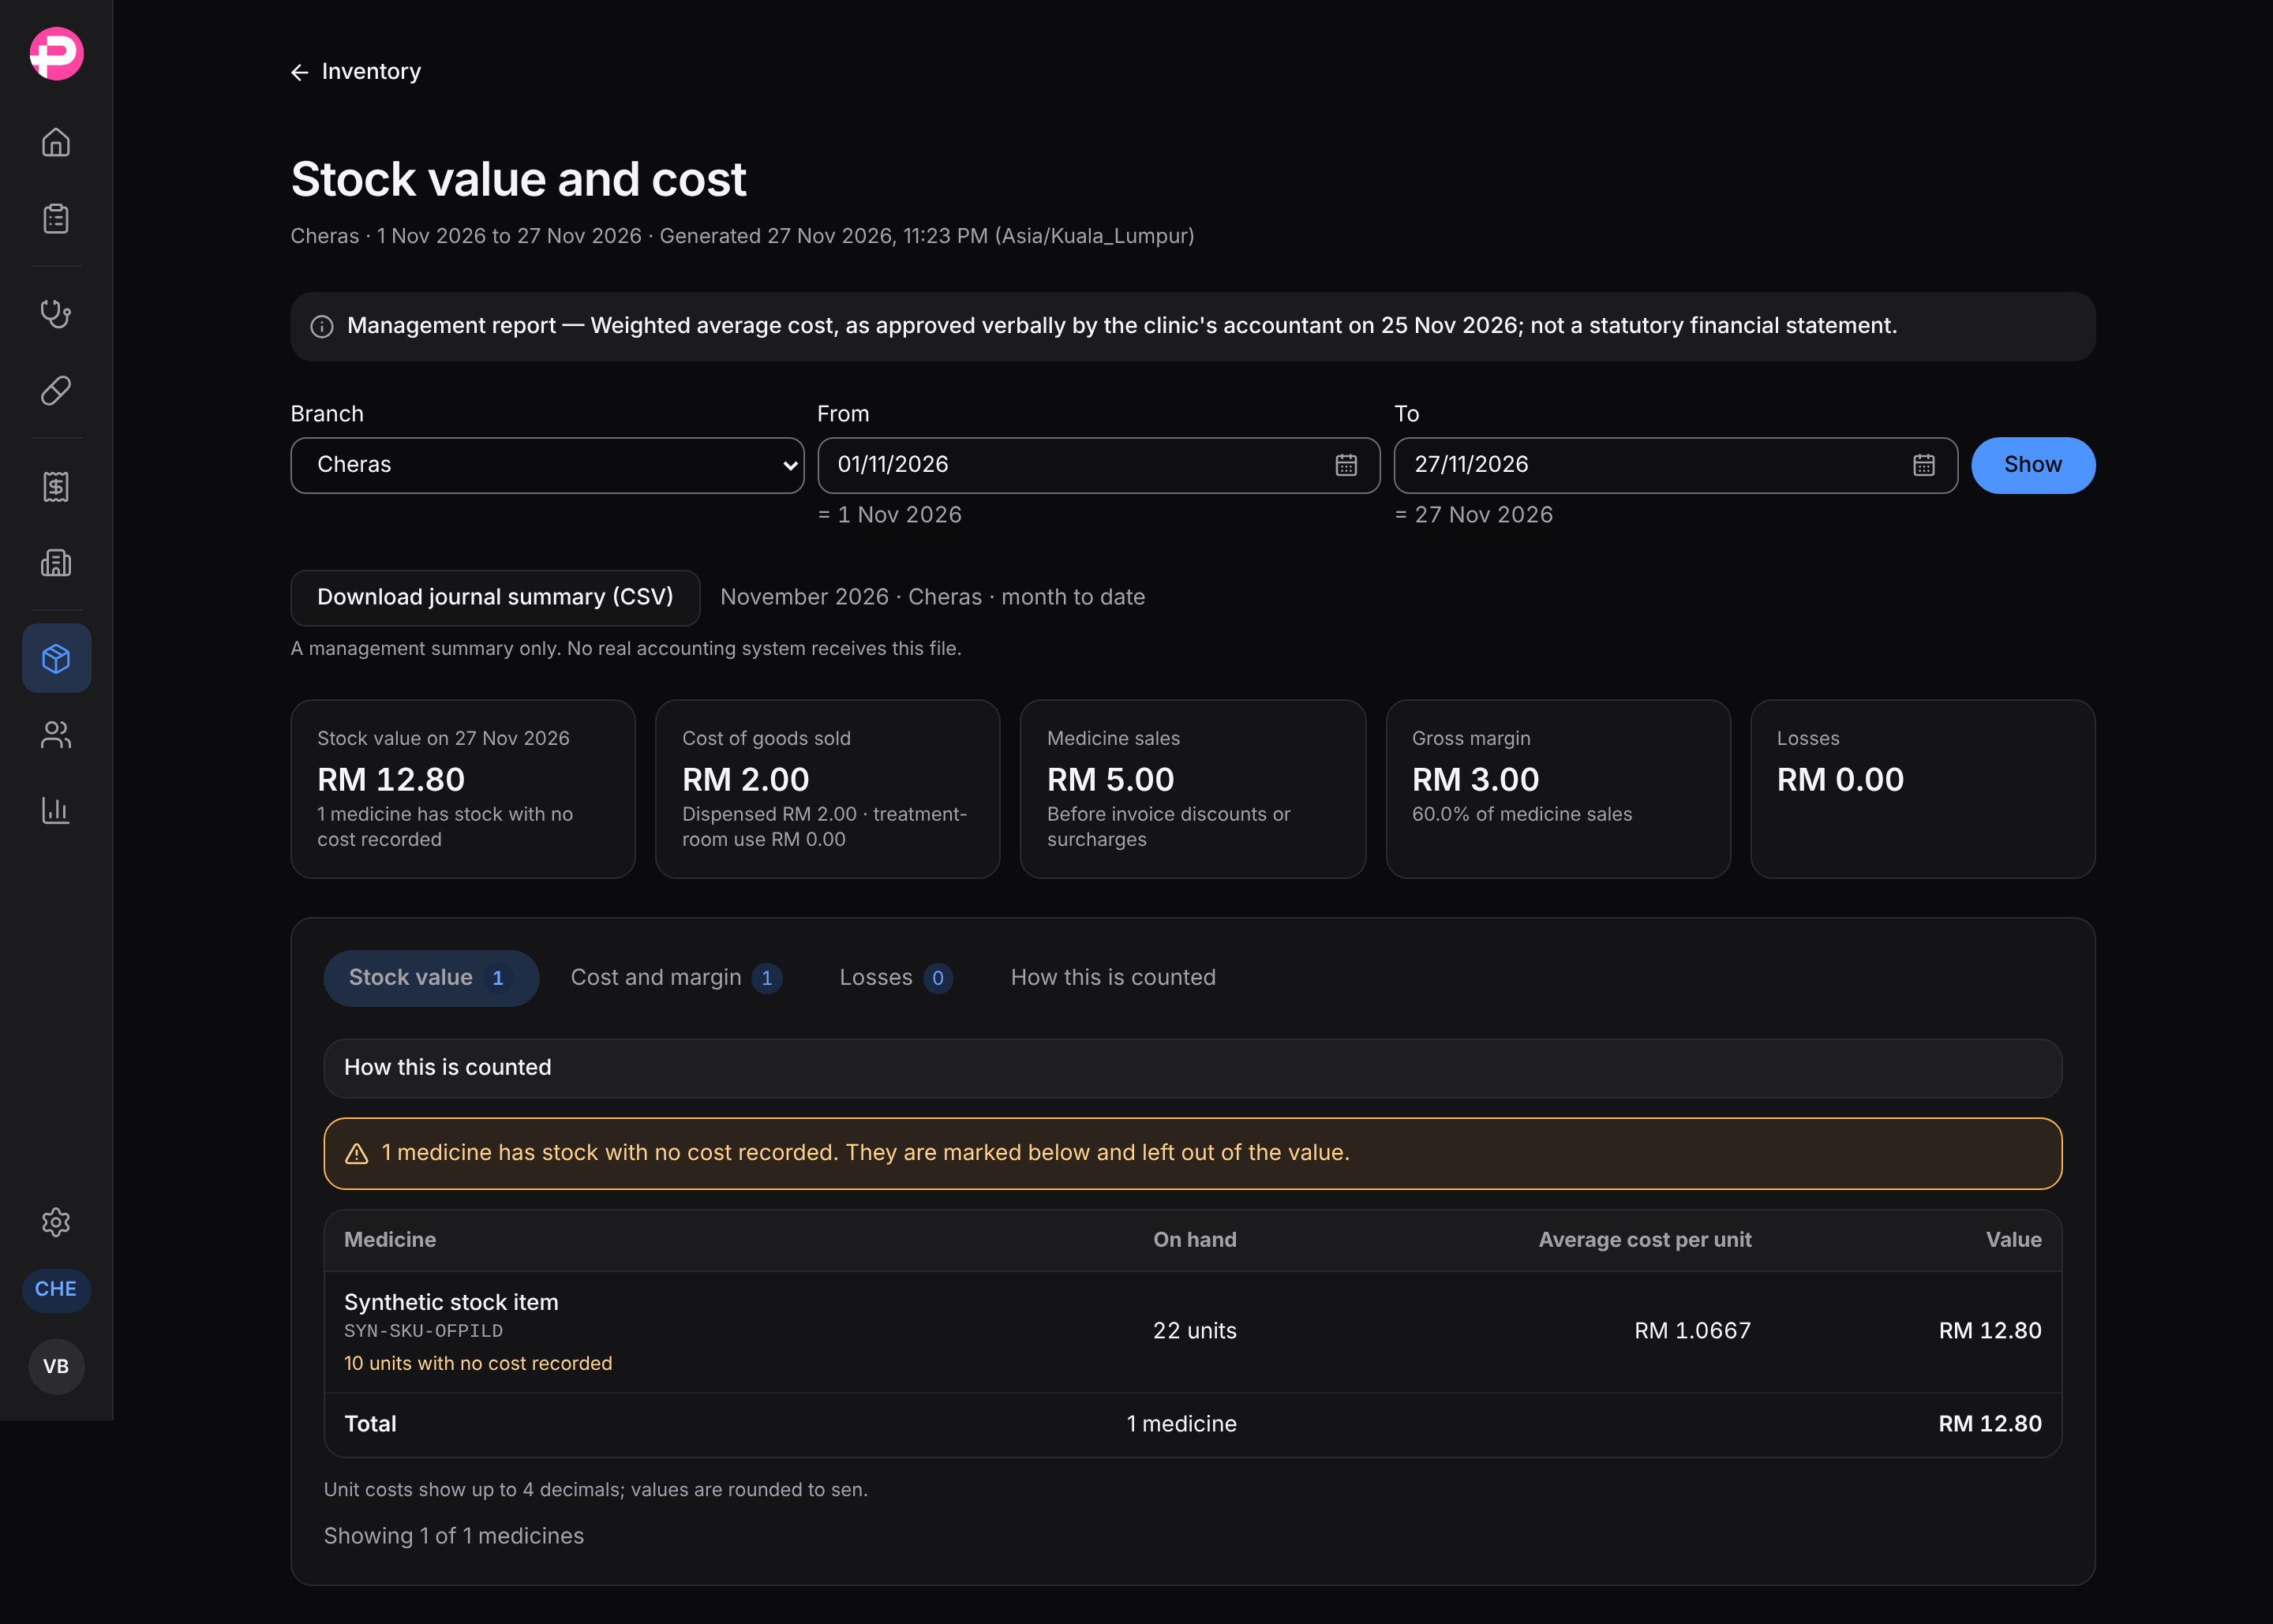 Inventory
Stock value and cost
Cheras · 1 Nov 2026 to 27 Nov 2026 · Generated 27 Nov 2026, 11:23 PM (Asia/Kuala_Lumpur)
Management report — Weighted average cost, as approved verbally by the clinic's accountant on 25 Nov 2026; not a statutory financial statement.
Branch
From
To
Cheras
01/11/2026
27/11/2026
Show
= 1 Nov 2026
= 27 Nov 2026
Download journal summary (CSV)
November 2026 · Cheras · month to date
A management summary only. No real accounting system receives this file.
Stock value on 27 Nov 2026
RM 12.80
1 medicine has stock with no
cost recorded
Cost of goods sold
RM 2.00
Dispensed RM 2.00 · treatment-
room use RM 0.00
Medicine sales
RM 5.00
Before invoice discounts or
surcharges
Gross margin
RM 3.00
60.0% of medicine sales
Losses
RM 0.00
Stock value 1
Cost and margin 1
Losses 0
How this is counted
How this is counted
1 medicine has stock with no cost recorded. They are marked below and left out of the value.
Medicine On hand Average cost per unit Value
Synthetic stock item
SYN-SKU-OFPILD
10 units with no cost recorded
22 units
RM 1.0667
RM 12.80
Total 1 medicine RM 12.80
Unit costs show up to 4 decimals; values are rounded to sen.
Showing 1 of 1 medicines
CHE
VB